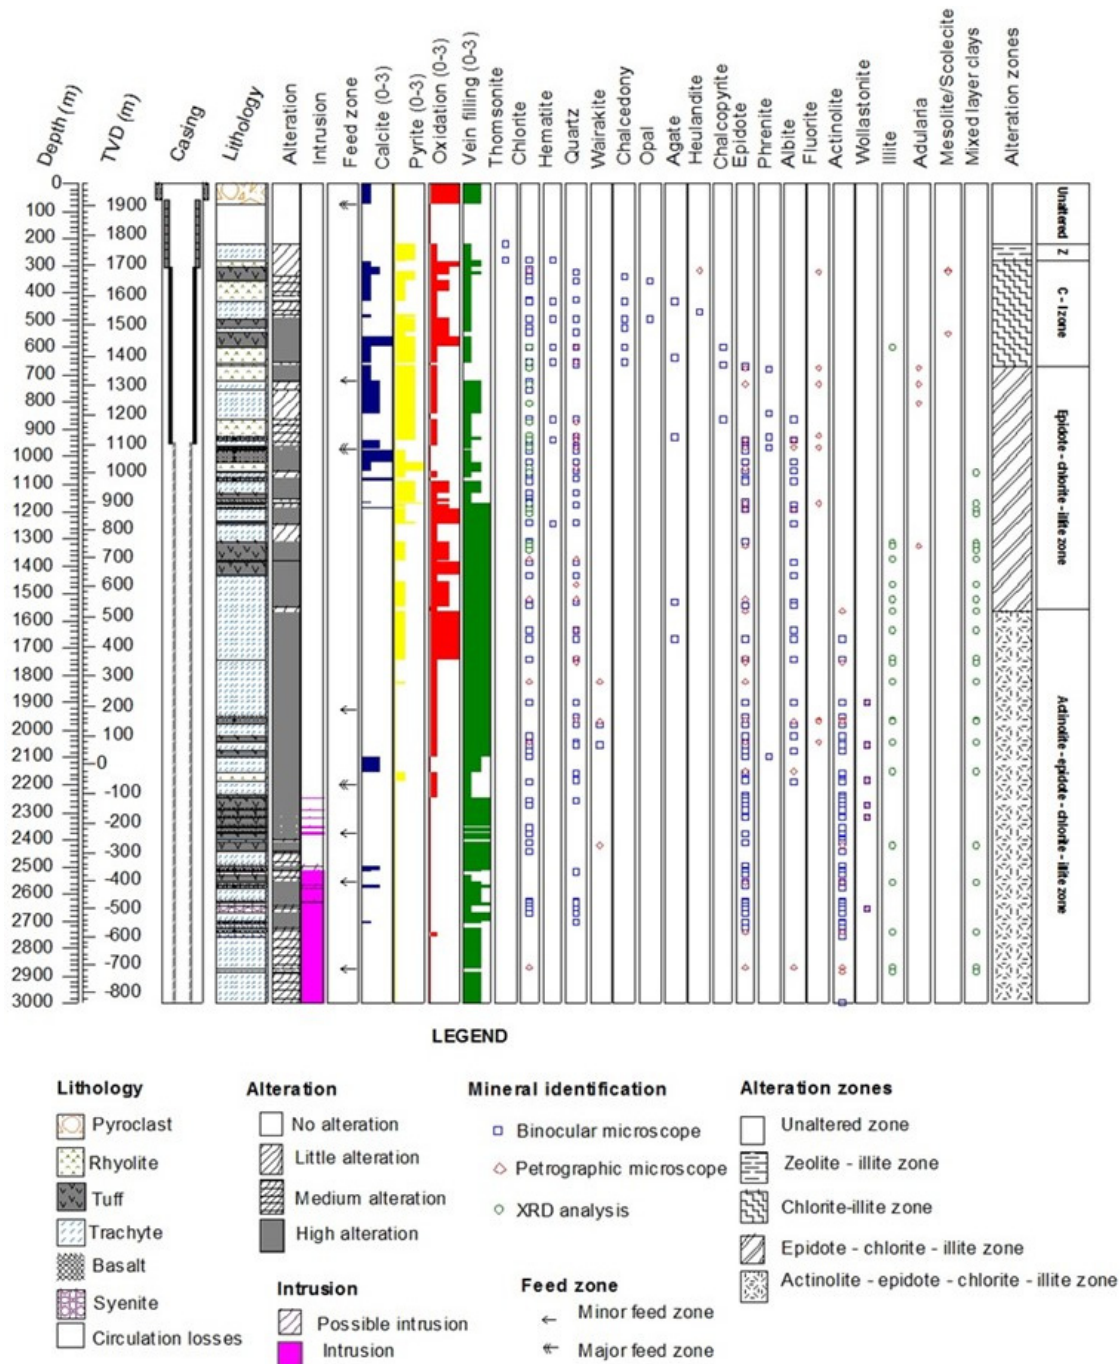 Depth (m)
TVD (m)
Casing
Lithology
Alteration
Intrusion
Feed zone
Calcite (0-3)
Pyrite (0-3)
Oxidation (0-3)
Vein filling (0-3)
Thomsonite
Chlorite
Hematite
Quartz
Wairakite
Chalcedony
Opal
Agate
Heulandite
Chalcopyrite
Epidote
Phrenite
Albite
Fluorite
Actinolite
Wollastonite
Illite
Adularia
Mesolite/Scolecite
Mixed layer clays
Alteration zones
0
100
200
300
400
500
600
700
800
900
1000
1100
1200
1300
1400
1500
1600
1700
1800
1900
2000
2100
2200
2300
2400
2500
2600
2700
2800
2900
3000
1900
1800
1700
1600
1500
1400
1300
1200
1100
1000
900
800
700
600
500
400
300
200
100
0
-100
-200
-300
-400
-500
-600
-700
-800
Unaltered
Z
C - I zone
Epidote - chlorite - illite zone
Actinolite - epidote - chlorite - illite zone
LEGEND
Lithology
Pyroclast
Rhyolite
Tuff
Trachyte
Basalt
Syenite
Circulation losses
Alteration
No alteration
Little alteration
Medium alteration
High alteration
Intrusion
Possible intrusion
Intrusion
Mineral identification
Binocular microscope
Petrographic microscope
XRD analysis
Feed zone
Minor feed zone
Major feed zone
Alteration zones
Unaltered zone
Zeolite - illite zone
Chlorite-illite zone
Epidote - chlorite - illite zone
Actinolite - epidote - chlorite - illite zone